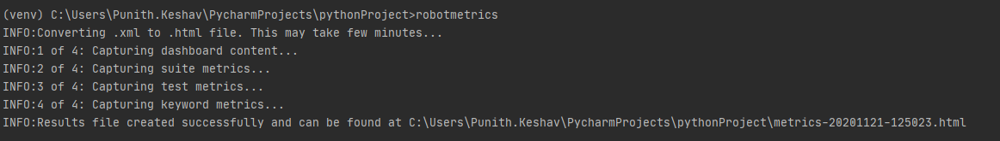 (venv) C:\Users\Punith.Keshav\PycharmProjects\pythonProject>robotmetrics
INFO:Converting .xml to .html file. This may take few minutes...
INFO:1 of 4: Capturing dashboard content...
INFO:2 of 4: Capturing suite metrics...
INFO:3 of 4: Capturing test metrics...
INFO:4 of 4: Capturing keyword metrics...
INFO:Results file created successfully and can be found at C:\Users\Punith.Keshav\PycharmProjects\pythonProject\metrics-20201121-125023.html